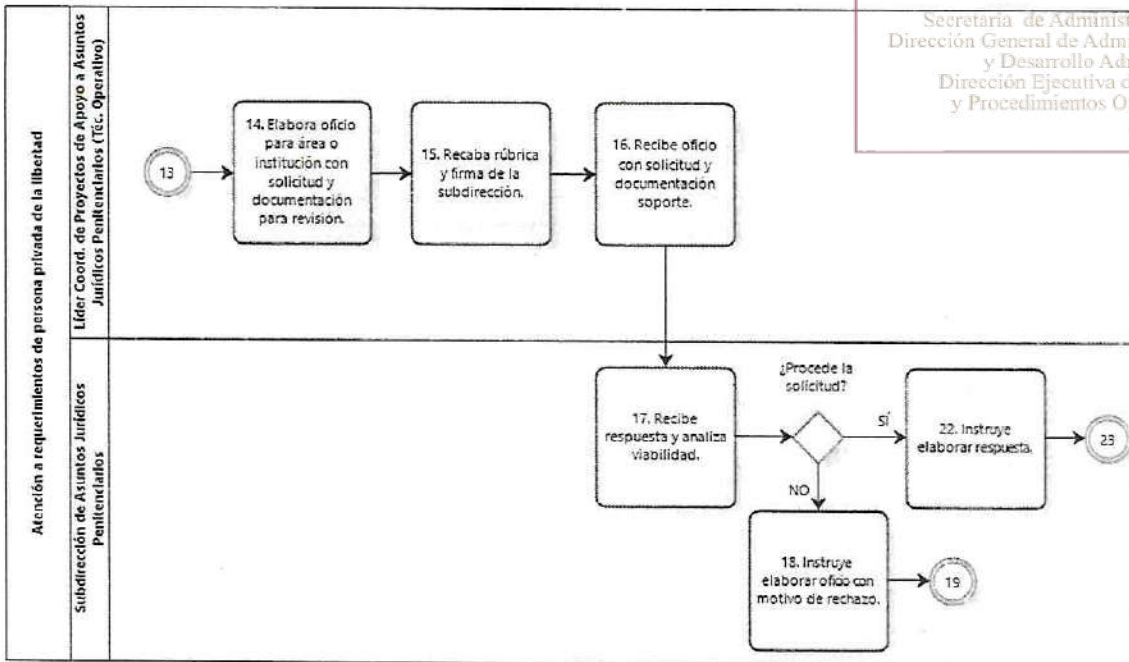 Secretaría de Administ
Dirección General de Admi
y Desarrollo Adm
Dirección Ejecutiva d
y Procedimientos O
Atención a requerimientos de persona privada de la libertad
Líder Coord. de Proyectos de Apoyo a Asuntos
Jurídicos Penitenciarios (Téc. Operativo)
13
14. Elabora oficio
para área o
institución con
solicitud y
documentación
para revisión.
15. Recaba rúbrica
y firma de la
subdirección.
16. Recibe oficio
con solicitud y
documentación
soporte.
Subdirección de Asuntos Jurídicos
Penitenciarios
17. Recibe
respuesta y analiza
viabilidad.
¿Procede la
solicitud?
SÍ
22. Instruye
elaborar respuesta.
23
NO
18. Instruye
elaborar oficio con
motivo de rechazo.
19